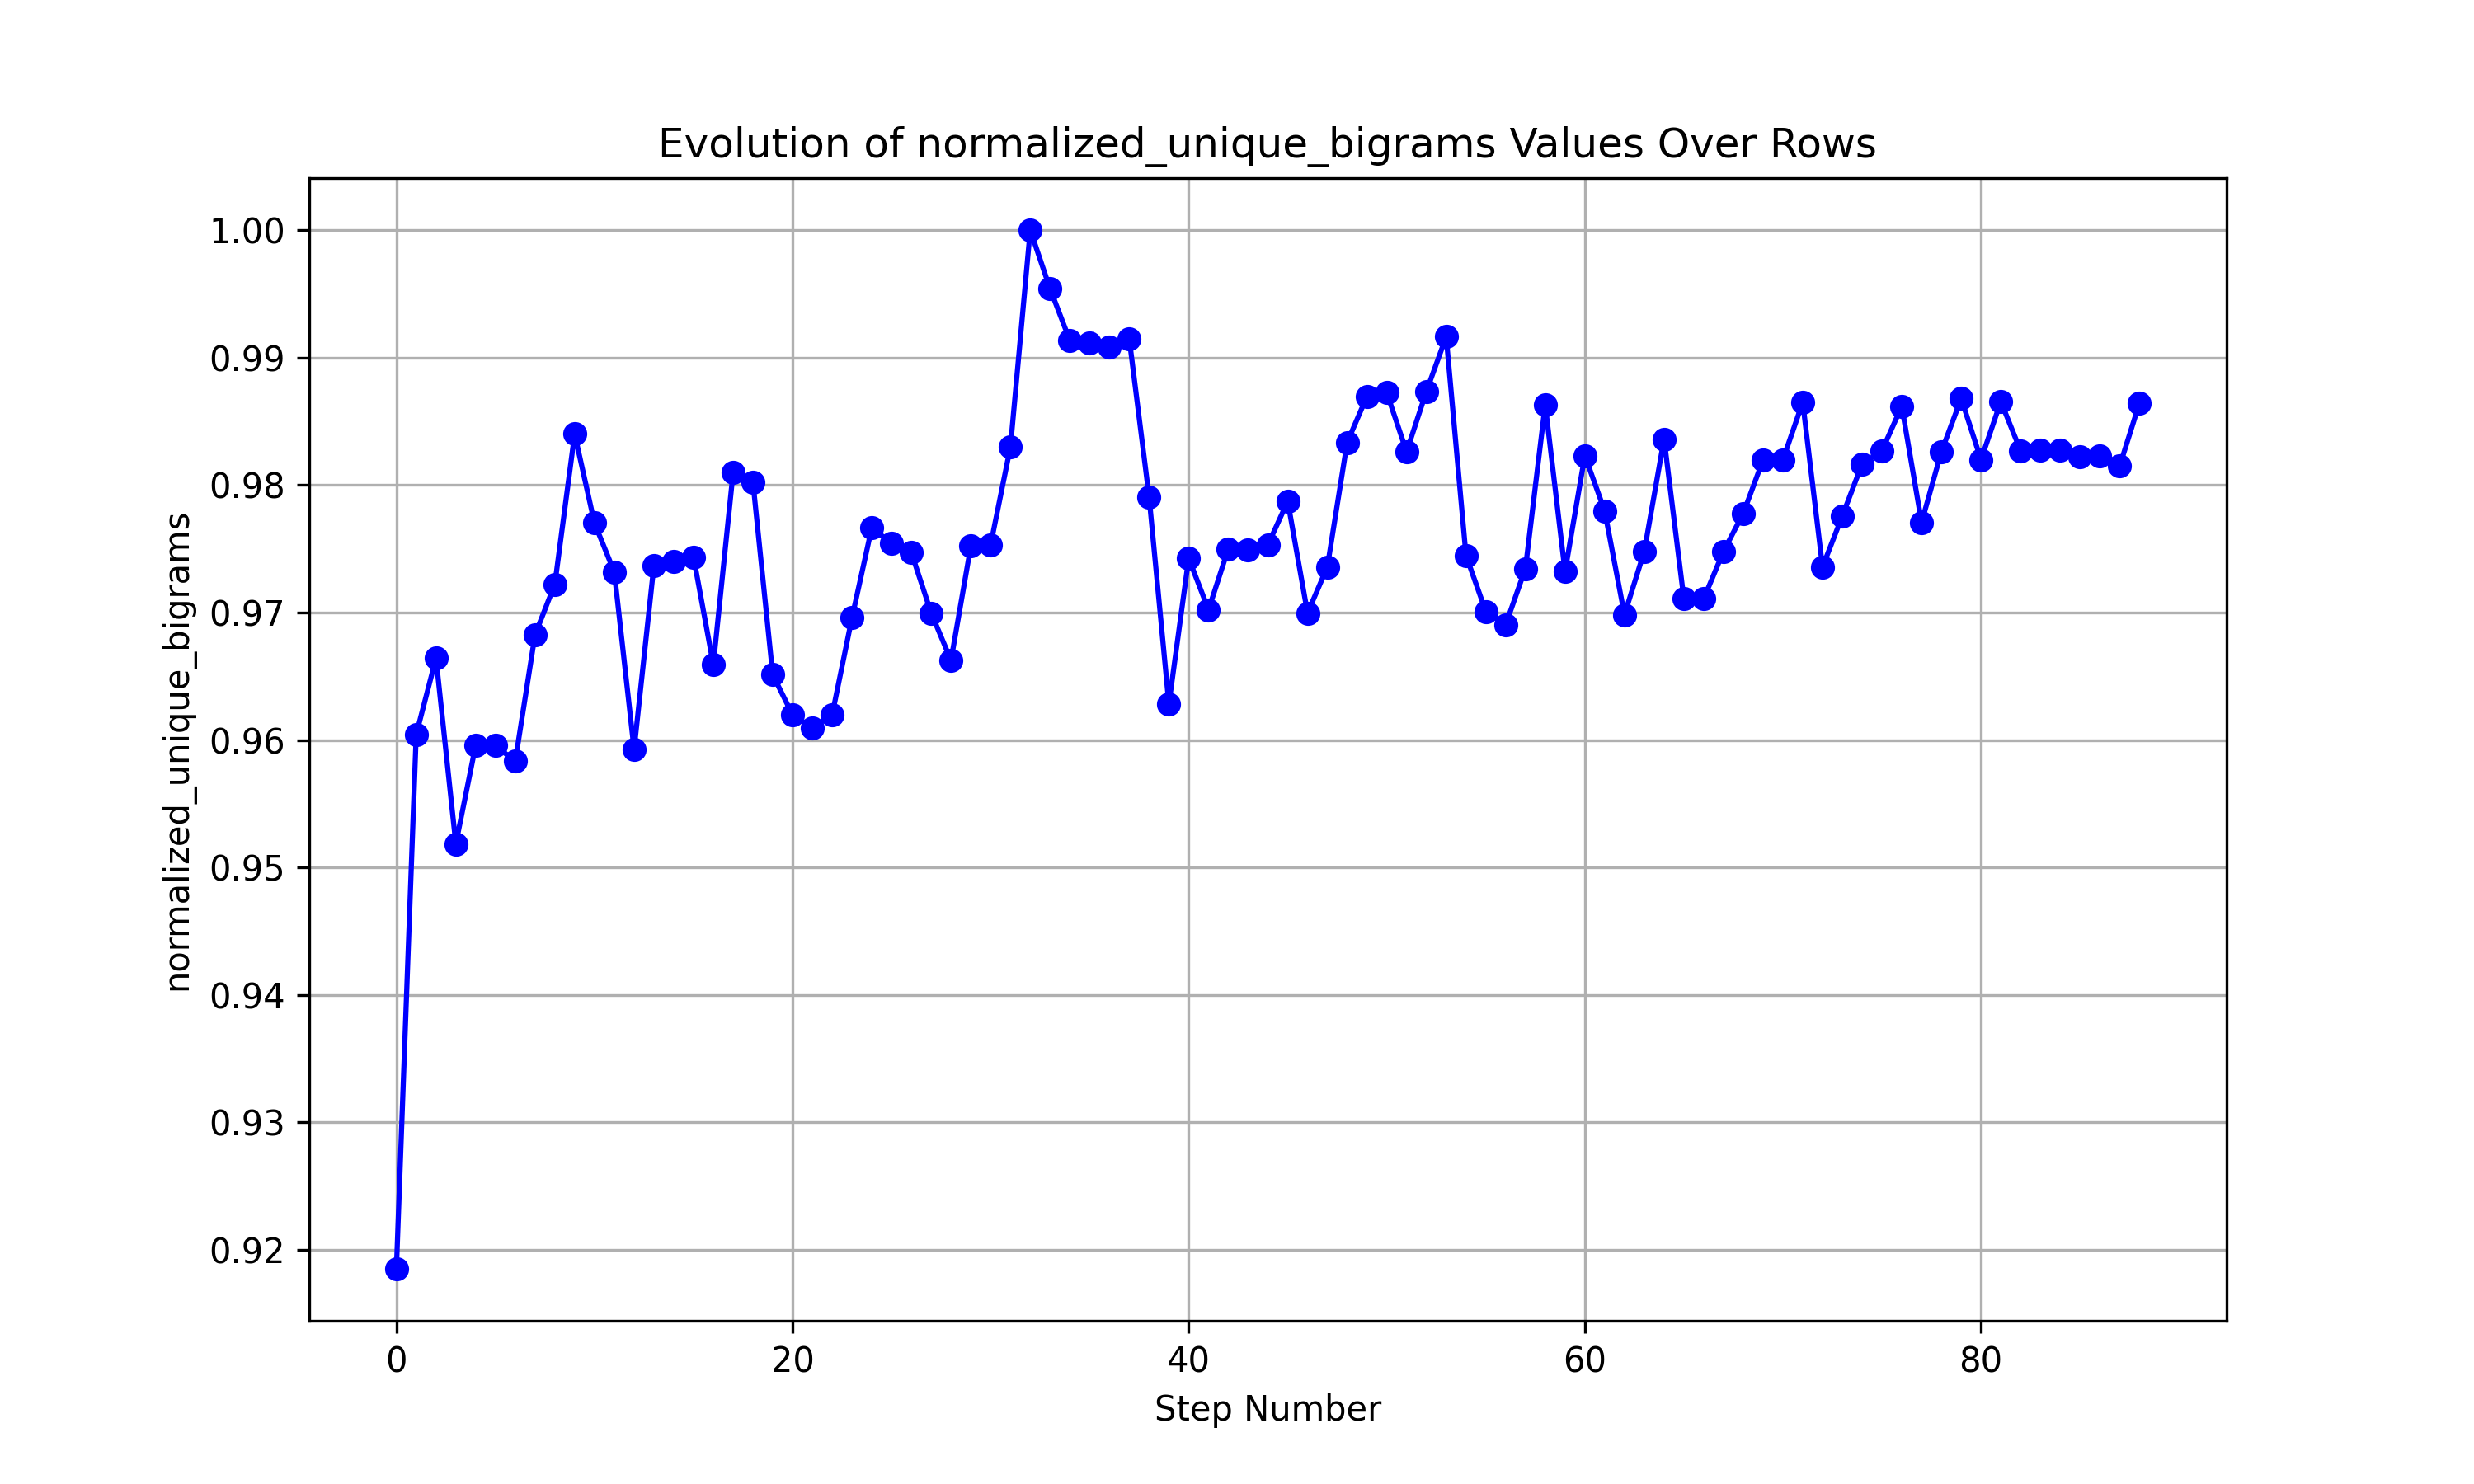 Evolution of normalized_unique_bigrams Values Over Rows
normalized_unique_bigrams
1.00
0.99
0.98
0.97
0.96
0.95
0.94
0.93
0.92
0 20 40 60 80
Step Number